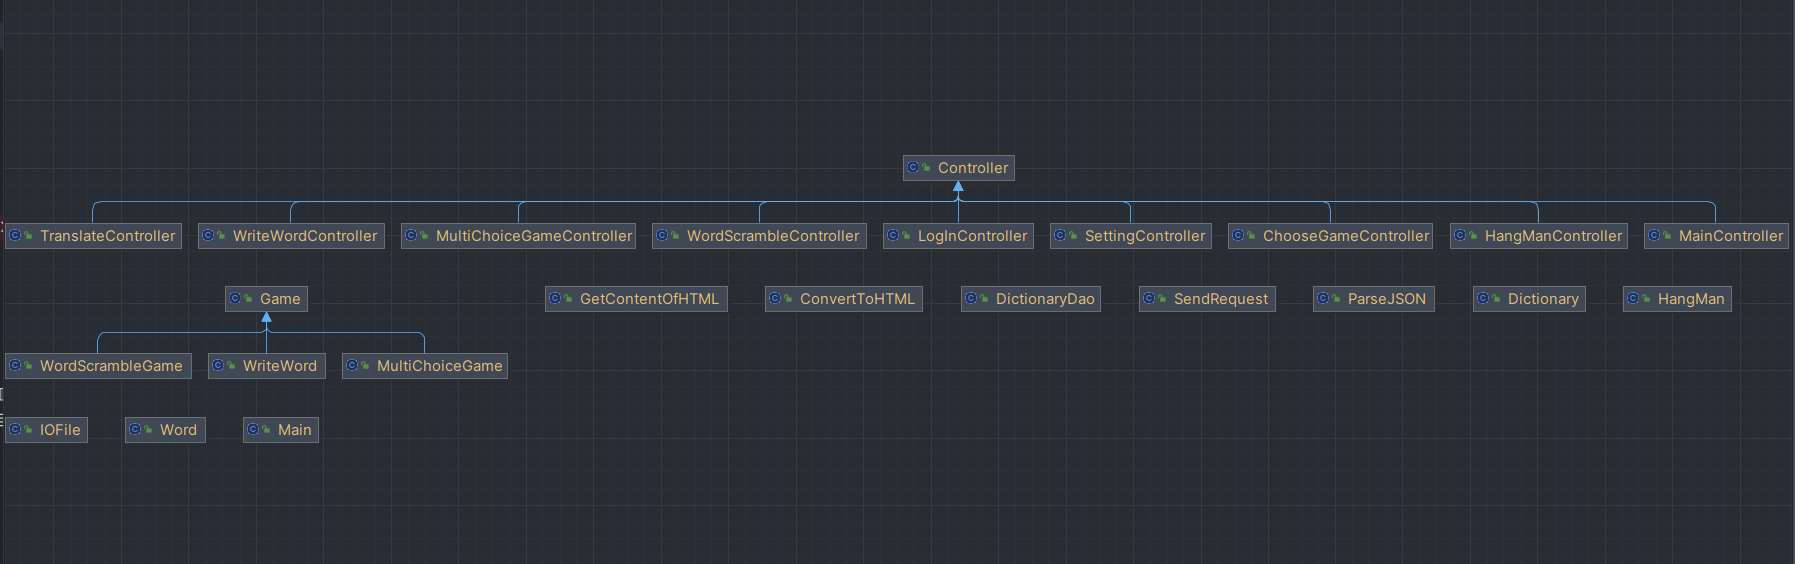 Controller
TranslateController WriteWordController MultiChoiceGameController WordScrambleController LogInController SettingController ChooseGameController HangManController MainController
Game GetContentOfHTML ConvertToHTML DictionaryDao SendRequest ParseJSON Dictionary HangMan
WordScrambleGame WriteWord MultiChoiceGame
IOFile Word Main